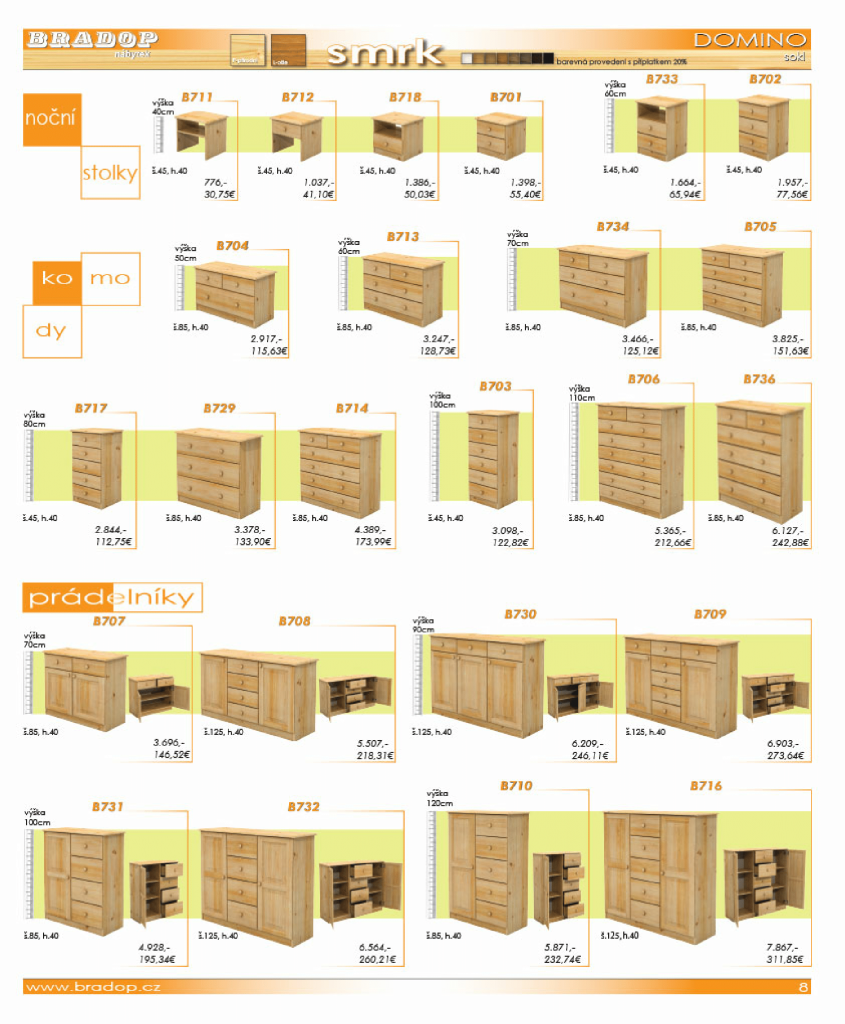 BRADOP
nábytek
smrk
barevná provedení s příplatkem 20%
DOMINO
sokl
noční
stolky
výška
40cm
B711
B712
B718
B701
š.45, h.40
š.45, h.40
š.45, h.40
š.45, h.40
776,-
30,75€
1.037,-
41,10€
1.386,-
50,03€
1.398,-
55,40€
výška
60cm
B733
B702
š.45, h.40
š.45, h.40
1.664,-
65,94€
1.957,-
77,56€
ko mo
dy
výška
50cm
B704
š.85, h.40
2.917,-
115,63€
výška
60cm
B713
š.85, h.40
3.247,-
128,73€
výška
70cm
B734
B705
š.85, h.40
š.85, h.40
3.466,-
125,12€
3.825,-
151,63€
výška
80cm
B717
B729
B714
š.45, h.40
š.85, h.40
š.85, h.40
2.844,-
112,75€
3.378,-
133,90€
4.389,-
173,99€
výška
100cm
B703
š.45, h.40
3.098,-
122,82€
výška
110cm
B706
B736
š.85, h.40
š.85, h.40
5.365,-
212,66€
6.127,-
242,88€
prádelníky
výška
70cm
B707
B708
š.85, h.40
š.125, h.40
3.696,-
146,52€
5.507,-
218,31€
výška
90cm
B730
B709
š.125, h.40
š.125, h.40
6.209,-
246,11€
6.903,-
273,64€
výška
100cm
B731
B732
š.85, h.40
š.125, h.40
4.928,-
195,34€
6.564,-
260,21€
výška
120cm
B710
B716
š.85, h.40
š.125, h.40
5.871,-
232,74€
7.867,-
311,85€
www.bradop.cz
8